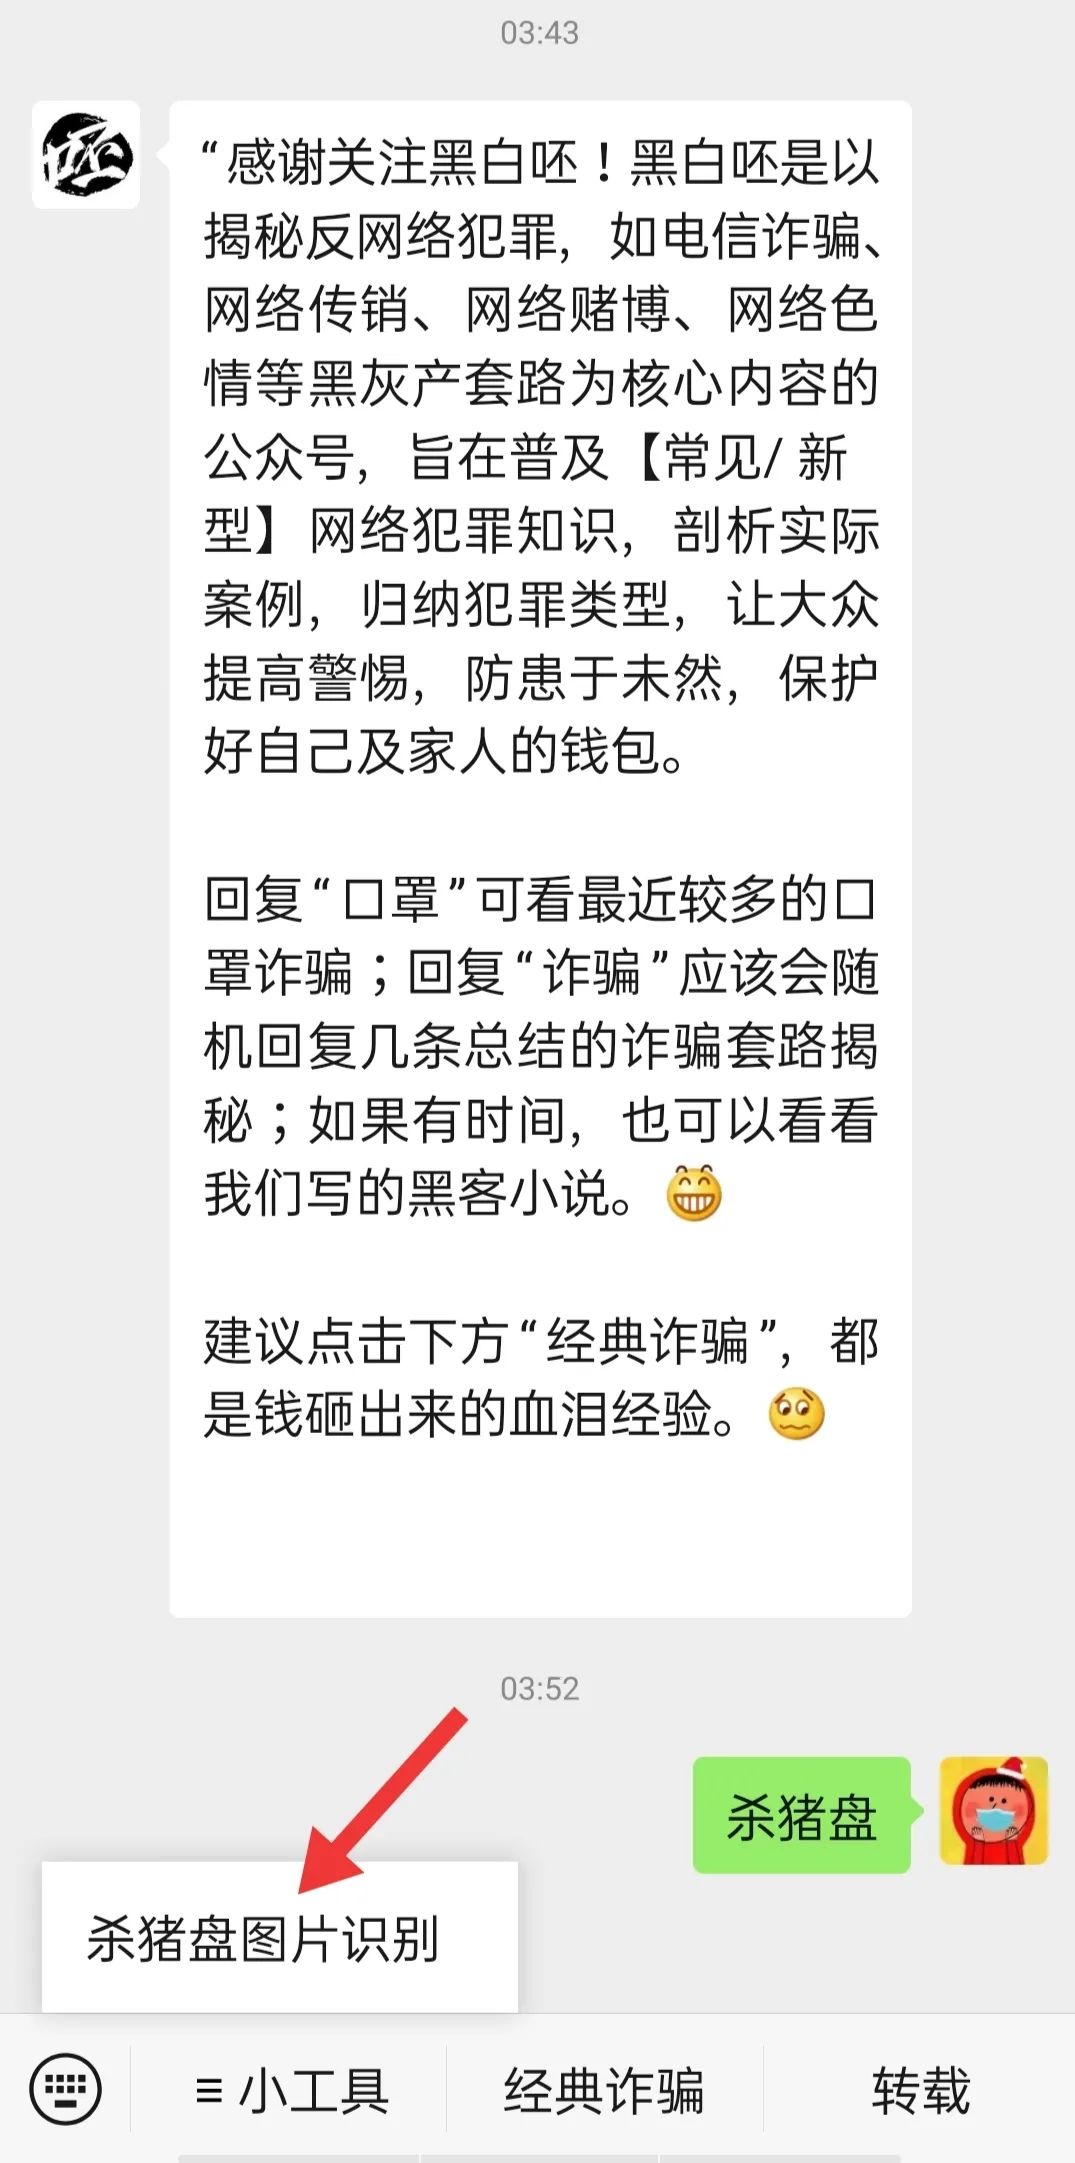 03:43
呸
“感谢关注黑白呸！黑白呸是以
揭秘反网络犯罪，如电信诈骗、
网络传销、网络赌博、网络色
情等黑灰产套路为核心内容的
公众号，旨在普及【常见/ 新
型】网络犯罪知识，剖析实际
案例，归纳犯罪类型，让大众
提高警惕，防患于未然，保护
好自己及家人的钱包。
回复“口罩”可看最近较多的口
罩诈骗；回复“诈骗”应该会随
机回复几条总结的诈骗套路揭
秘；如果有时间，也可以看看
我们写的黑客小说。
建议点击下方“经典诈骗”，都
是钱砸出来的血泪经验。
03:52
杀猪盘
杀猪盘图片识别
小工具
经典诈骗
转载